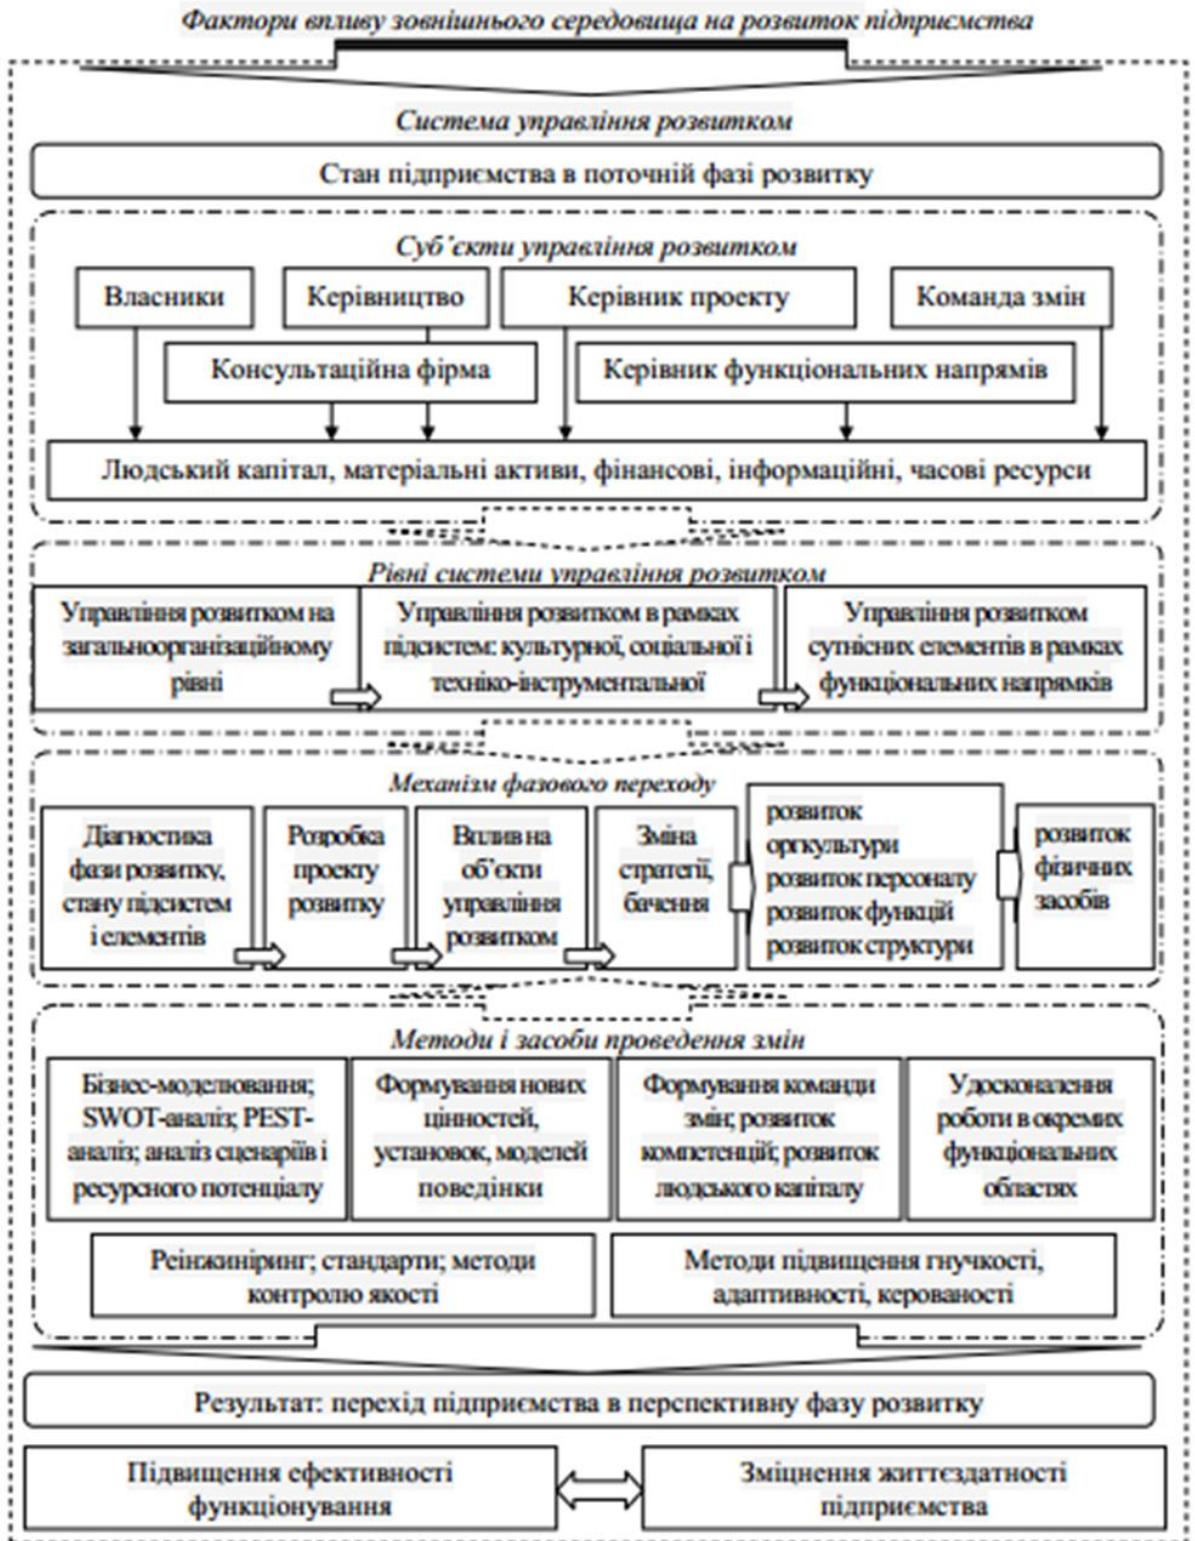 Фактори впливу зовнішнього середовища на розвиток підприємства
Система управління розвитком
Стан підприємства в поточній фазі розвитку
Суб’єкти управління розвитком
Власники
Керівництво
Керівник проекту
Команда змін
Консультаційна фірма
Керівник функціональних напрямів
Людський капітал, матеріальні активи, фінансові, інформаційні, часові ресурси
Рівні системи управління розвитком
Управління розвитком на
загальноорганізаційному
рівні
Управління розвитком в рамках
підсистем: культурної, соціальної і
техніко-інструментальної
Управління розвитком
сутнісних елементів в рамках
функціональних напрямків
Механізм фазового переходу
Діагностика
фази розвитку,
стану підсистем
і елементів
Розробка
проекту
розвитку
Вплив на
об’єкти
управління
розвитком
Зміна
стратегії,
бачення
розвиток
оргкультури
розвиток персоналу
розвиток функцій
розвиток структури
розвиток
фізичних
засобів
Методи і засоби проведення змін
Бізнес-моделювання;
SWOT-аналіз; PEST-
аналіз; аналіз сценаріїв і
ресурсного потенціалу
Формування нових
цінностей,
установок, моделей
поведінки
Формування команди
змін; розвиток
компетенцій; розвиток
людського капіталу
Удосконалення
роботи в окремих
функціональних
областях
Реінжиніринг; стандарти; методи
контролю якості
Методи підвищення гнучкості,
адаптивності, керованості
Результат: перехід підприємства в перспективну фазу розвитку
Підвищення ефективності
функціонування
Зміцнення життєздатності
підприємства